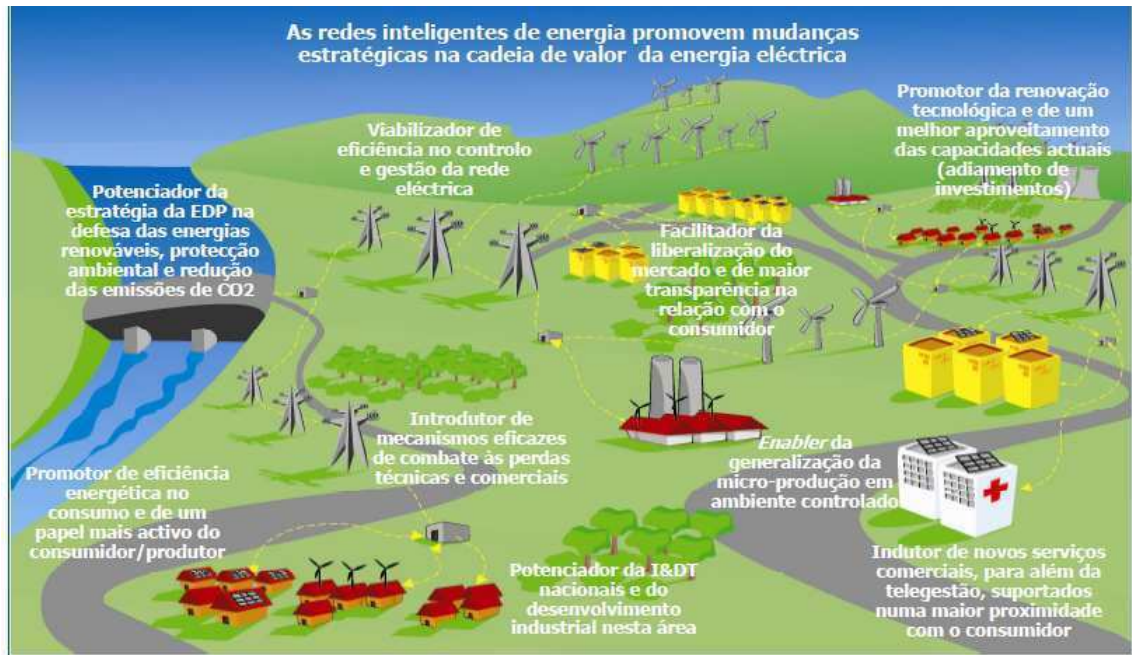 As redes inteligentes de energia promovem mudanças
estratégicas na cadeia de valor da energia eléctrica
Viabilizador de
eficiência no controlo
e gestão da rede
eléctrica
Promotor da renovação
tecnológica e de um
melhor aproveitamento
das capacidades actuais
(adiamento de
investimentos)
Potenciador da
estratégia da EDP na
defesa das energias
renováveis, protecção
ambiental e redução
das emissões de CO2
Facilitador da
liberalização do
mercado e de maior
transparência na
relação com o
consumidor
Introdutor de
mecanismos eficazes
de combate às perdas
técnicas e comerciais
Enabler da
generalização da
micro-produção em
ambiente controlado
Promotor de eficiência
energética no
consumo e de um
papel mais activo do
consumidor/produtor
Potenciador da I&DT
nacionais e do
desenvolvimento
industrial nesta área
Indutor de novos serviços
comerciais, para além da
telegestão, suportados
numa maior proximidade
com o consumidor